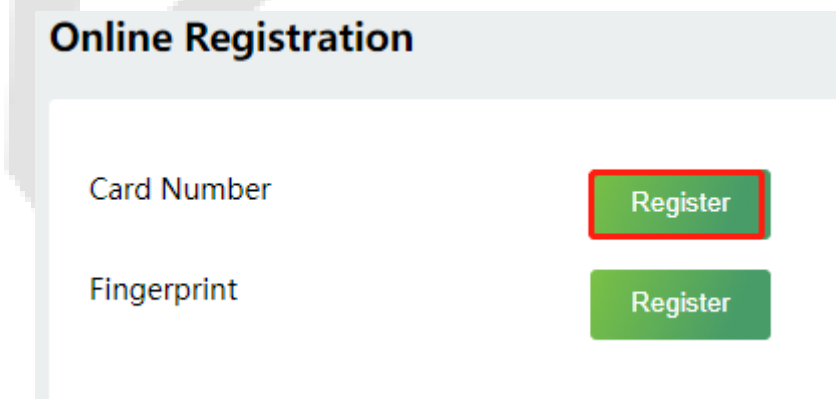 Online Registration
Card Number
Register
Fingerprint
Register